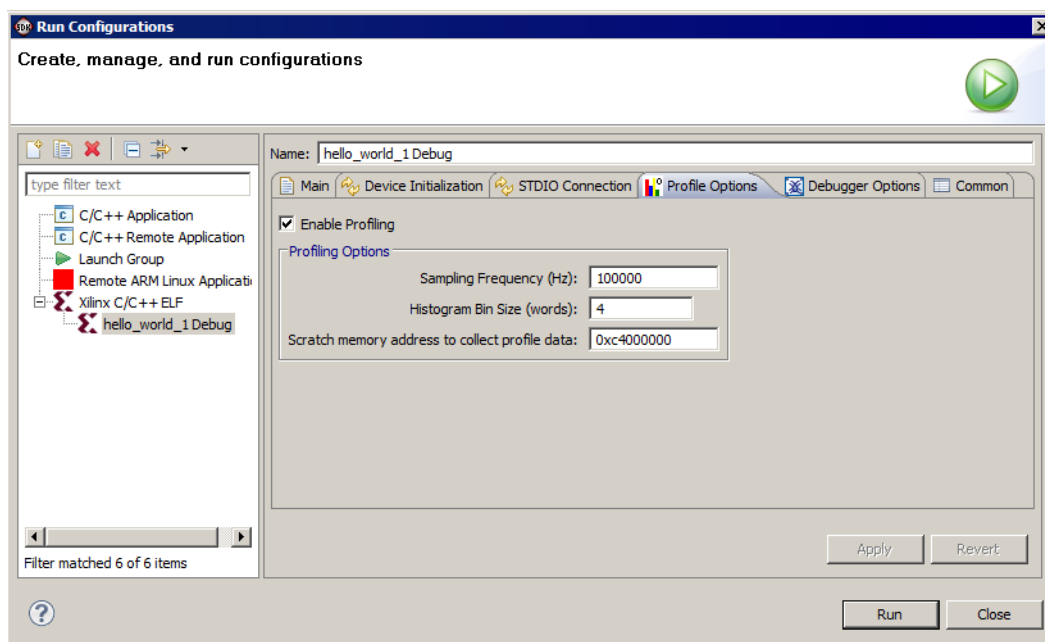 SDK Run Configurations
Create, manage, and run configurations
type filter text
C/C++ Application
C/C++ Remote Application
Launch Group
Remote ARM Linux Applicati
Xilinx C/C++ ELF
hello_world_1 Debug
Filter matched 6 of 6 items
Name: hello_world_1 Debug
Main Device Initialization STDIO Connection Profile Options Debugger Options Common
Enable Profiling
Profiling Options
Sampling Frequency (Hz): 100000
Histogram Bin Size (words): 4
Scratch memory address to collect profile data: 0xc4000000
Apply Revert
? Run Close